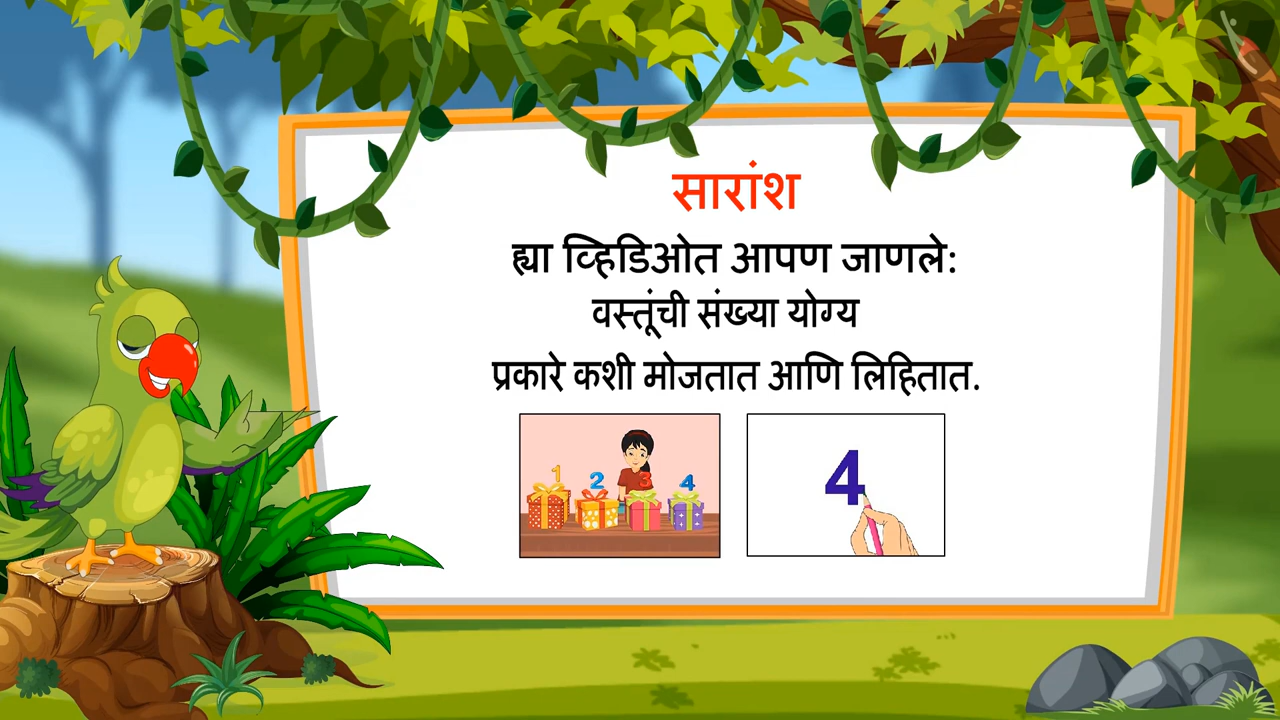 सारांश
ह्या व्हिडिओत आपण जाणले:
वस्तूंची संख्या योग्य
प्रकारे कशी मोजतात आणि लिहितात.
1 2 3 4
4